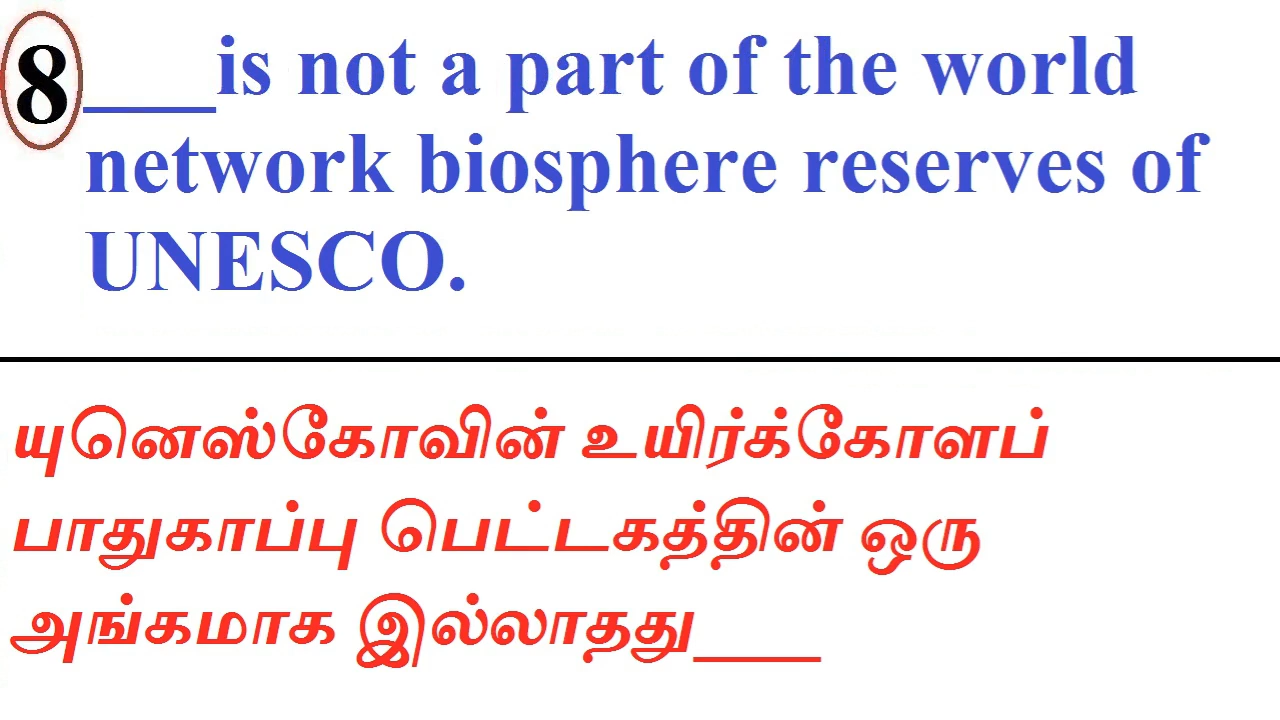 8 ___is not a part of the world
network biosphere reserves of
UNESCO.
யுனெஸ்கோவின் உயிர்க்கோளப்
பாதுகாப்பு பெட்டகத்தின் ஒரு
அங்கமாக இல்லாதது___